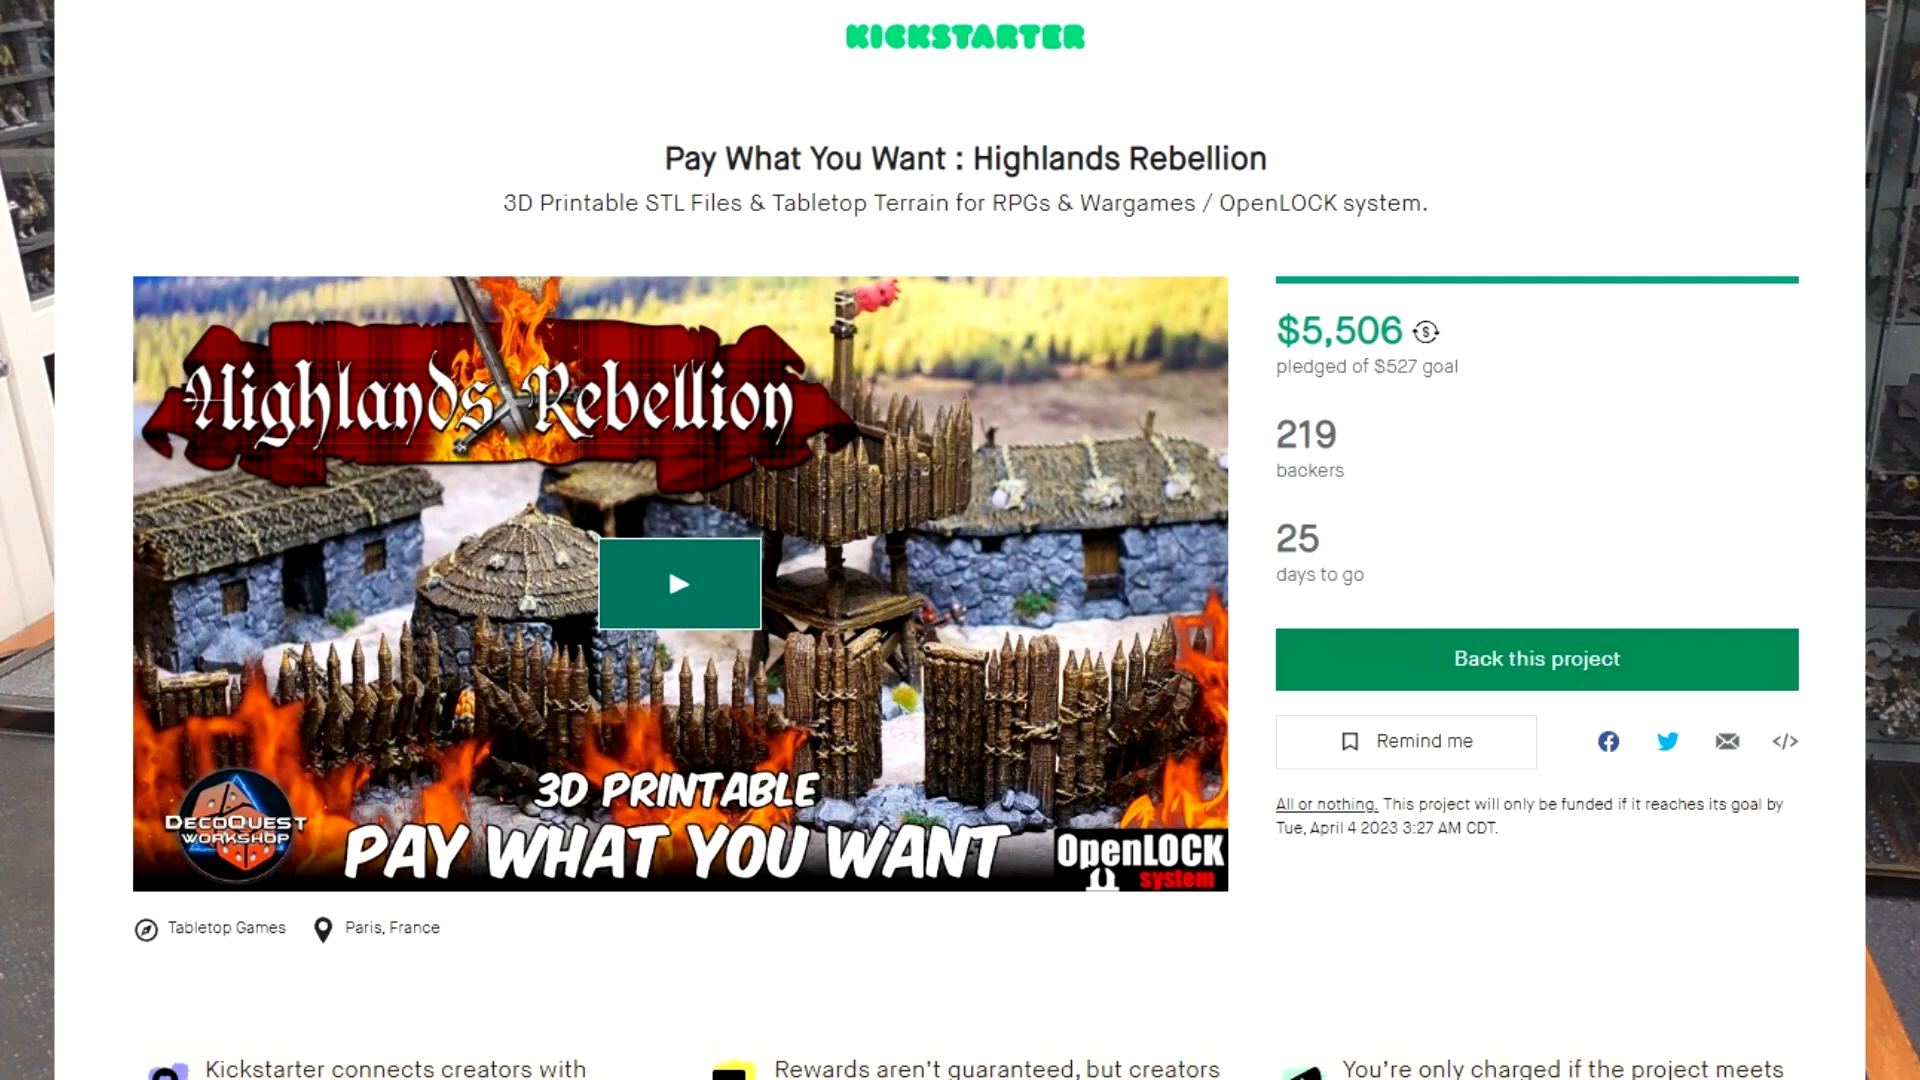 KICKSTARTER
Pay What You Want : Highlands Rebellion
3D Printable STL Files & Tabletop Terrain for RPGs & Wargames / OpenLOCK system.
Highlands Rebellion
3D PRINTABLE
PAY WHAT YOU WANT
DECOQUEST
WORKSHOP
OpenLOCK
system
$5,506
pledged of $527 goal
219
backers
25
days to go
Back this project
Remind me
All or nothing. This project will only be funded if it reaches its goal by
Tue, April 4 2023 3:27 AM CDT.
Tabletop Games
Paris, France
Kickstarter connects creators with
Rewards aren't guaranteed, but creators
You're only charged if the project meets